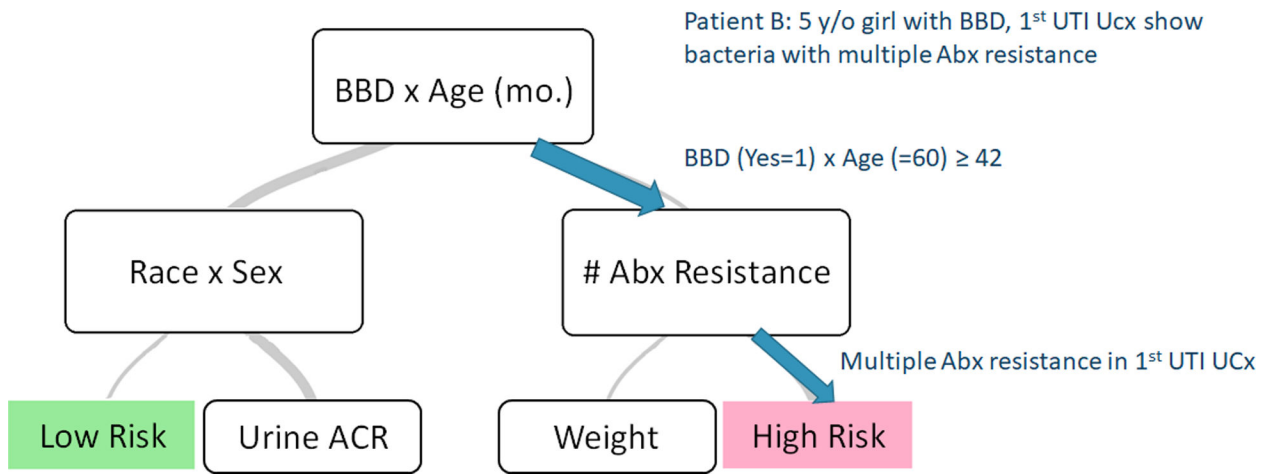 Patient B: 5 y/o girl with BBD, 1st UTI Ucx show
bacteria with multiple Abx resistance
BBD x Age (mo.)
BBD (Yes=1) x Age (=60) ≥ 42
Race x Sex
# Abx Resistance
Multiple Abx resistance in 1st UTI UCx
Low Risk
Urine ACR
Weight
High Risk